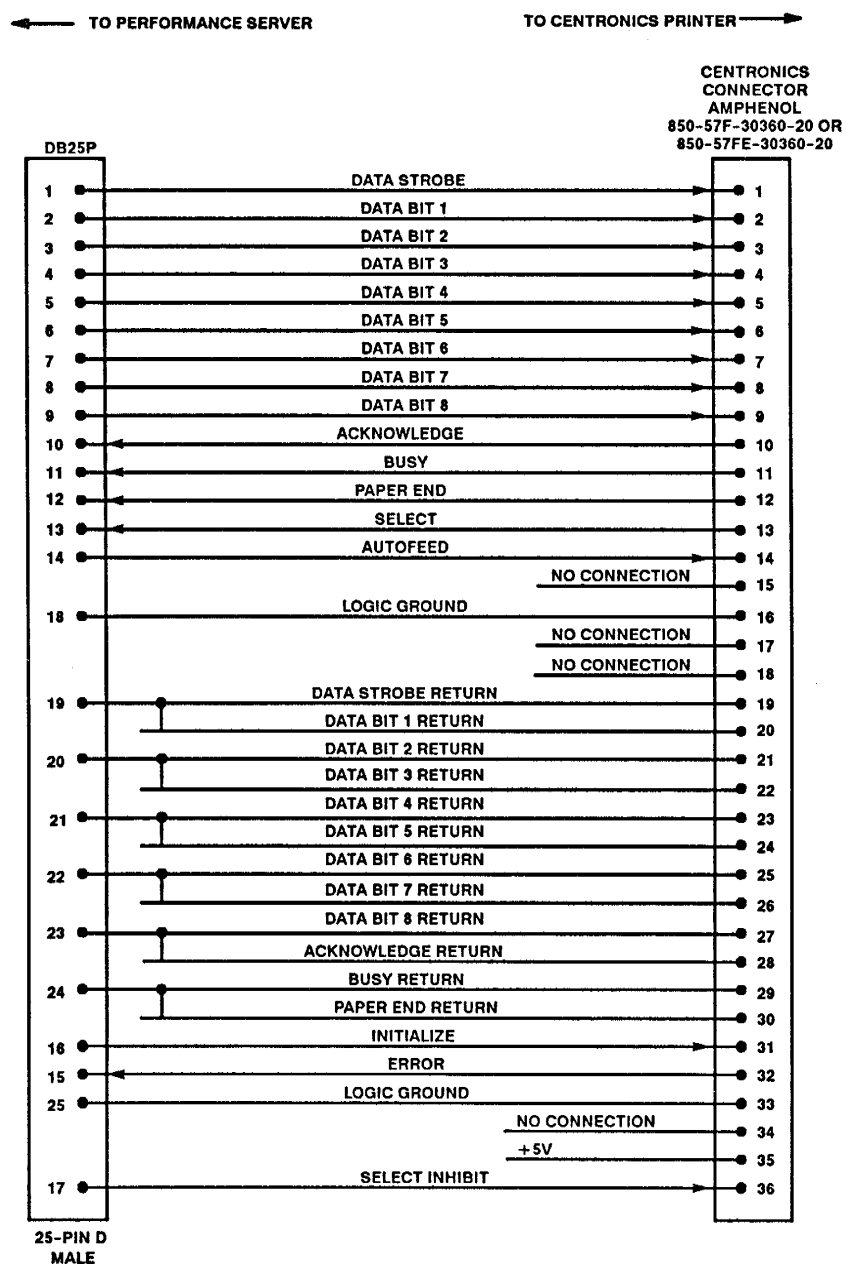 TO PERFORMANCE SERVER TO CENTRONICS PRINTER
CENTRONICS
CONNECTOR
AMPHENOL
850-57F-30360-20 OR
850-57FE-30360-20
DB25P
1 DATA STROBE 1
2 DATA BIT 1 2
3 DATA BIT 2 3
4 DATA BIT 3 4
5 DATA BIT 4 5
6 DATA BIT 5 6
7 DATA BIT 6 7
8 DATA BIT 7 8
9 DATA BIT 8 9
10 ACKNOWLEDGE 10
11 BUSY 11
12 PAPER END 12
13 SELECT 13
14 AUTOFEED 14
NO CONNECTION 15
18 LOGIC GROUND 16
NO CONNECTION 17
NO CONNECTION 18
19 DATA STROBE RETURN 19
DATA BIT 1 RETURN 20
20 DATA BIT 2 RETURN 21
DATA BIT 3 RETURN 22
21 DATA BIT 4 RETURN 23
DATA BIT 5 RETURN 24
22 DATA BIT 6 RETURN 25
DATA BIT 7 RETURN 26
23 DATA BIT 8 RETURN 27
ACKNOWLEDGE RETURN 28
24 BUSY RETURN 29
PAPER END RETURN 30
16 INITIALIZE 31
15 ERROR 32
25 LOGIC GROUND 33
NO CONNECTION 34
+5V 35
17 SELECT INHIBIT 36
25-PIN D
MALE